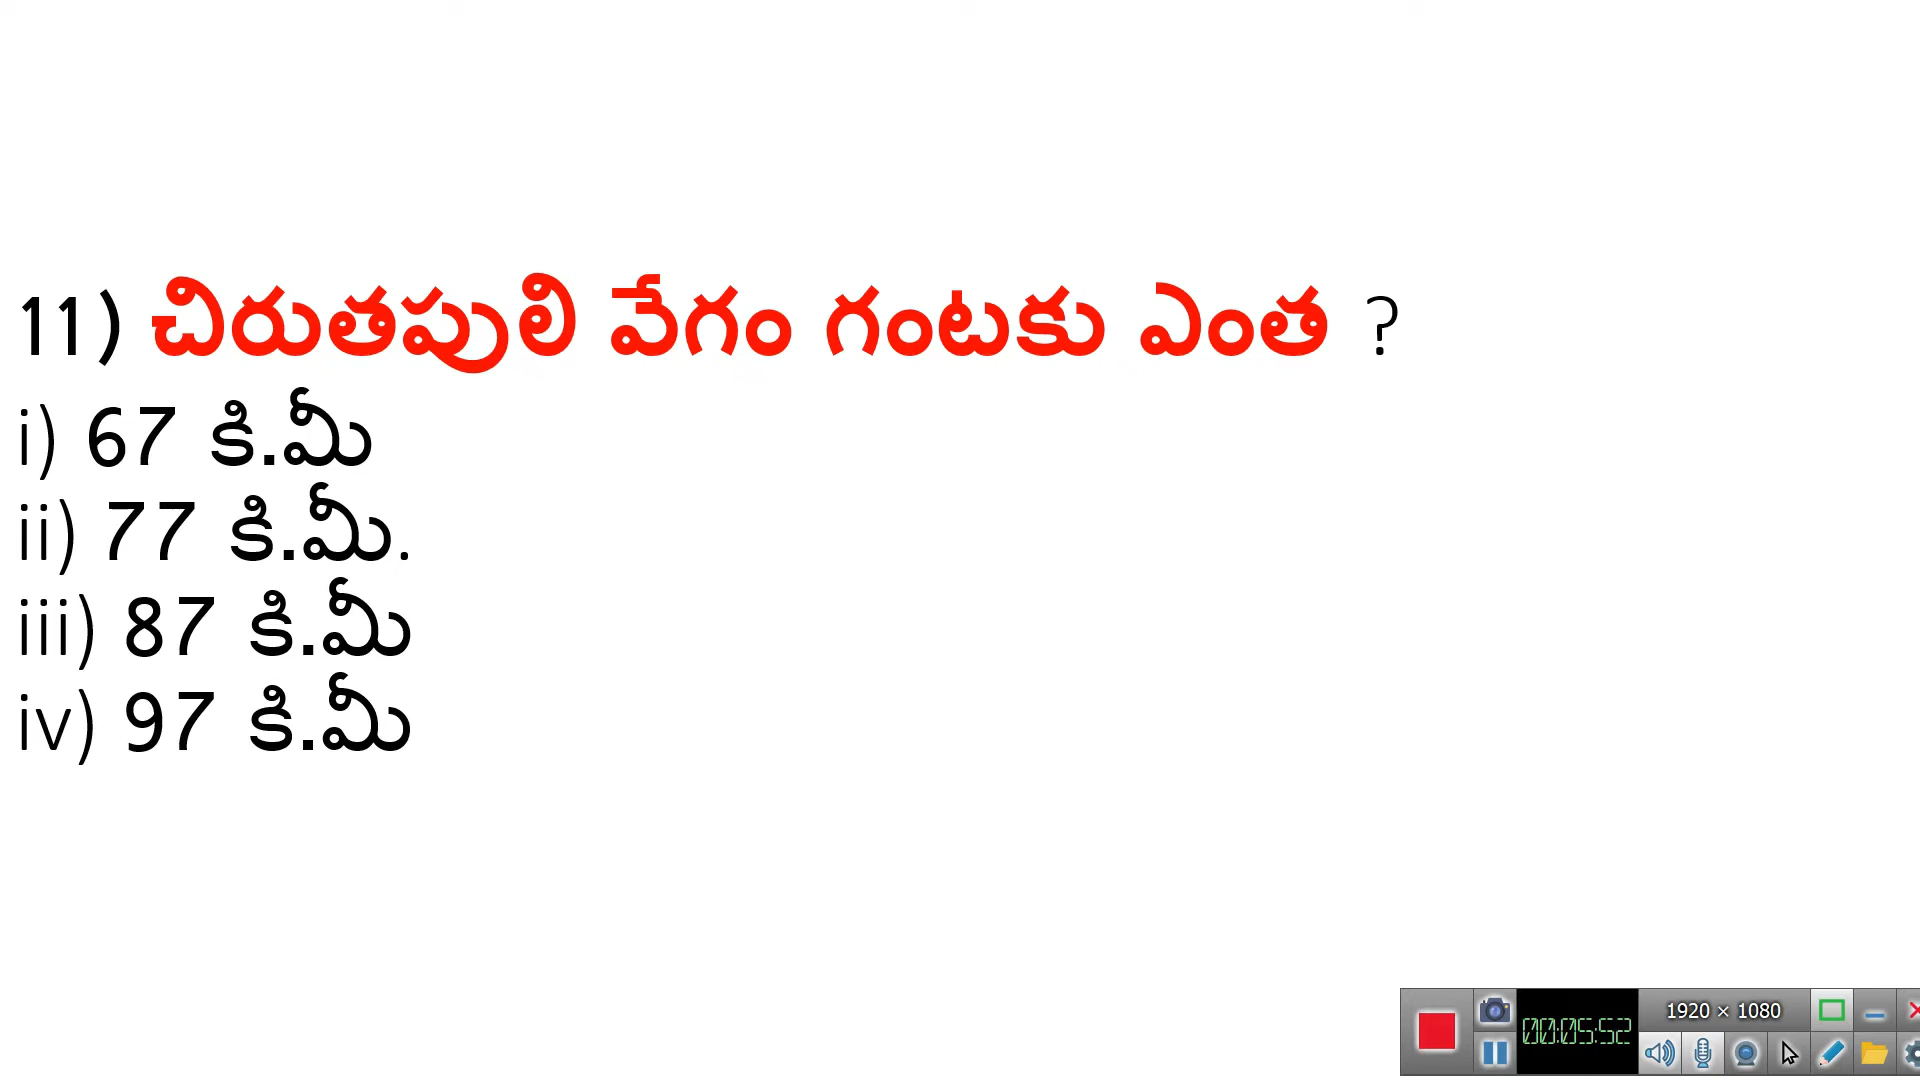 11) చిరుతపులి వేగం గంటకు ఎంత ?
i) 67 కి.మీ
ii) 77 కి.మీ.
iii) 87 కి.మీ
iv) 97 కి.మీ
1920 × 1080
00:05:52